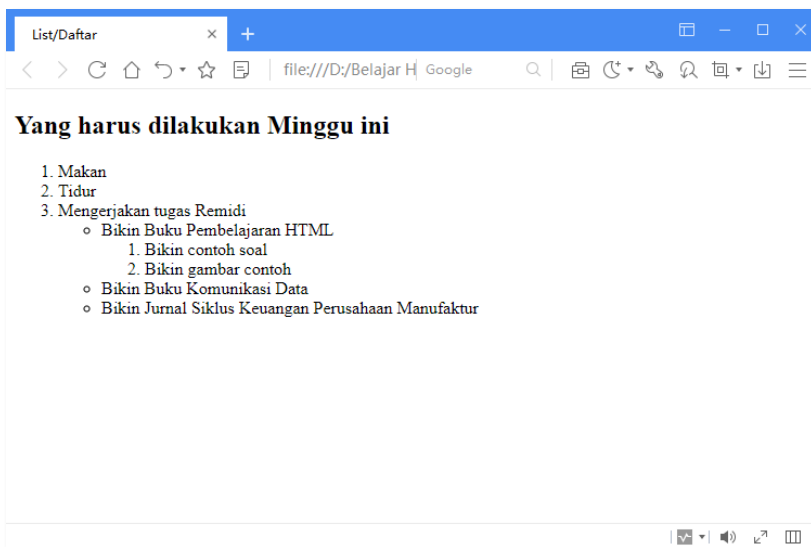 List/Daftar
file:///D:/Belajar H Google
Yang harus dilakukan Minggu ini
1. Makan
2. Tidur
3. Mengerjakan tugas Remidi
Bikin Buku Pembelajaran HTML
1. Bikin contoh soal
2. Bikin gambar contoh
Bikin Buku Komunikasi Data
Bikin Jurnal Siklus Keuangan Perusahaan Manufaktur